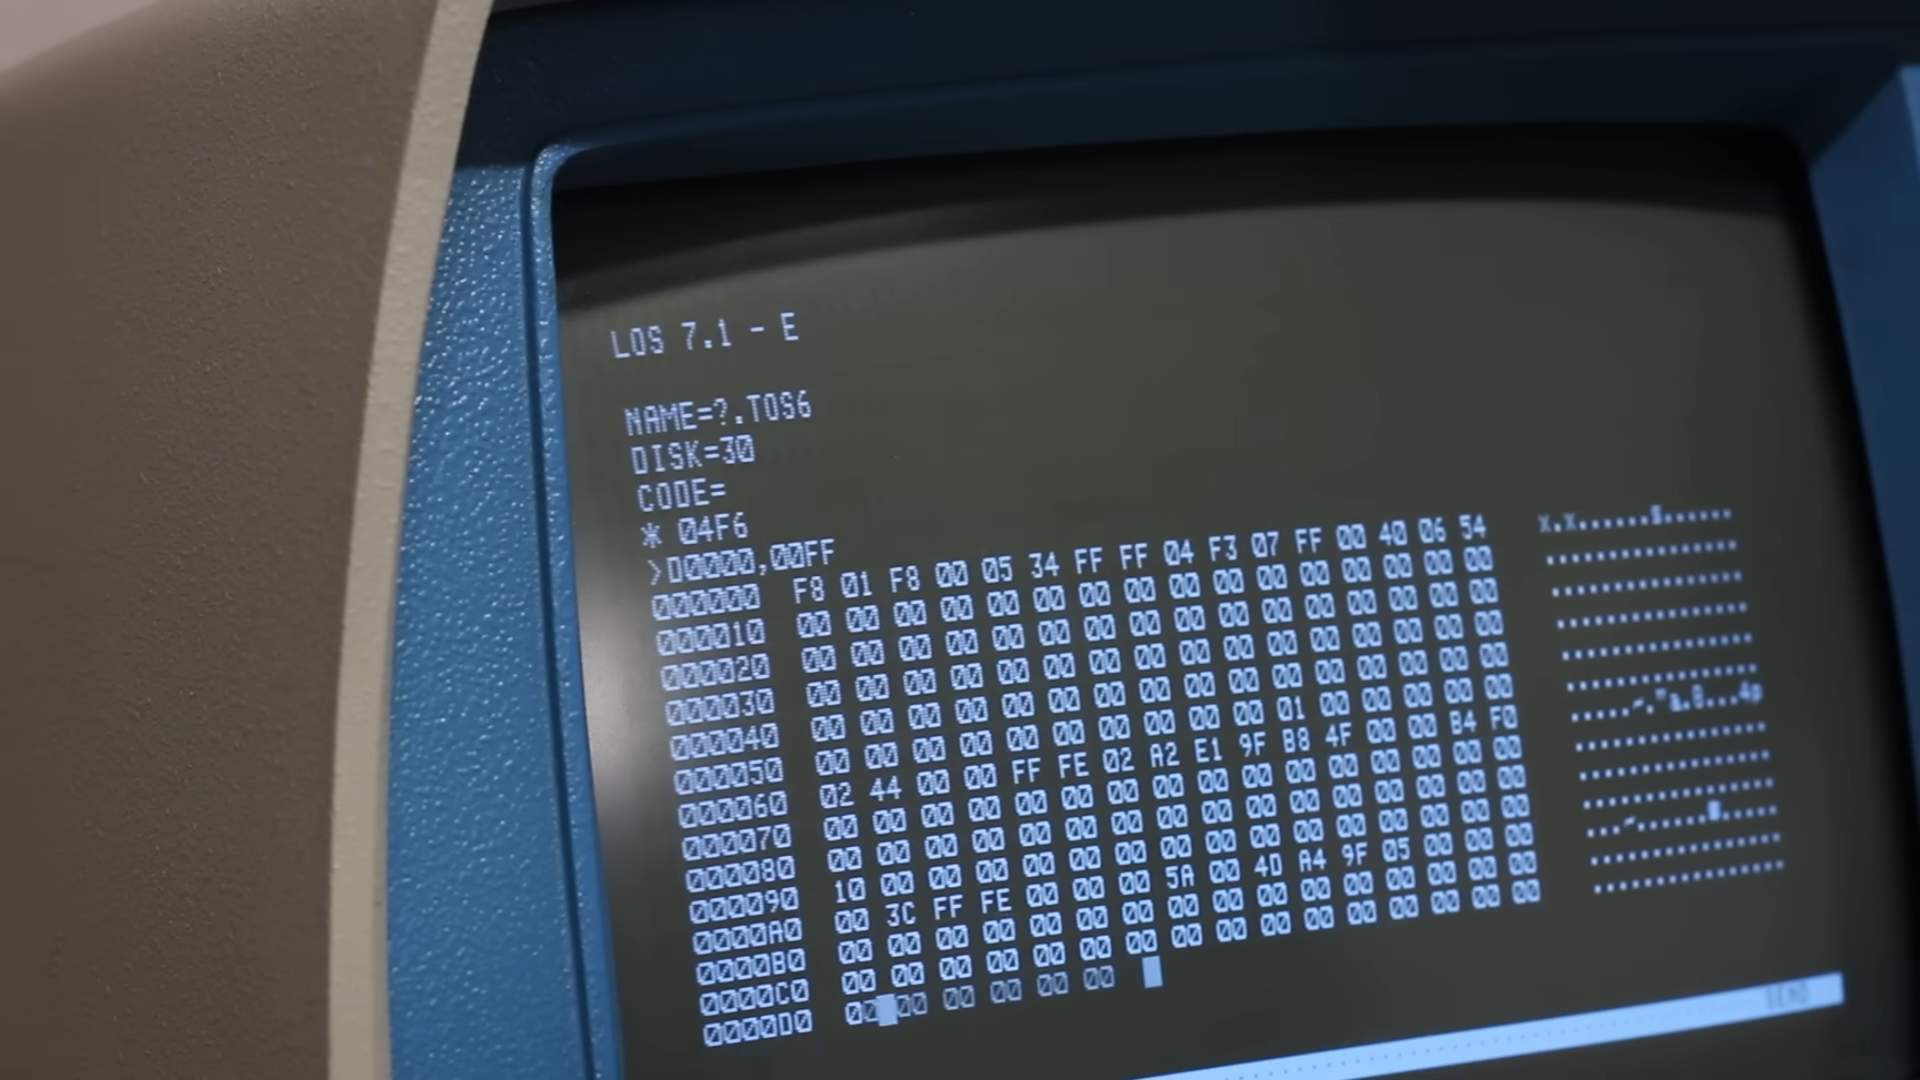 LOS 7.1 - E
NAME=?.TOS6
DISK=30
CODE=
* 04F6
>D0000,00FF
000000 F8 01 F8 00 05 34 FF FF 04 F3 07 FF 00 40 06 54
000010 00 00 00 00 00 00 00 00 00 00 00 00 00 00 00 00 ................
000020 00 00 00 00 00 00 00 00 00 00 00 00 00 00 00 00 ................
000030 00 00 00 00 00 00 00 00 00 00 00 00 00 00 00 00 ................
000040 00 00 00 00 00 00 00 00 00 00 00 00 00 00 00 00 ................
000050 00 00 00 00 00 00 00 00 00 00 01 00 00 00 00 00 ................
000060 02 44 00 00 FF FE 02 A2 E1 9F B8 4F 00 00 B4 F0
000070 00 00 00 00 00 00 00 00 00 00 00 00 00 00 00 00 ................
000080 00 00 00 00 00 00 00 00 00 00 00 00 00 00 00 00 ................
000090 10 00 00 00 00 00 00 00 00 00 00 00 00 00 00 00 ................
0000A0 00 3C FF FE 00 00 00 5A 00 4D A4 9F 05 00 00 00
0000B0 00 00 00 00 00 00 00 00 00 00 00 00 00 00 00 00 ................
0000C0 00 00 00 00 00 00 00 00 00 00 00 00 00 00 00 00 ................
0000D0 00 00 00 00 00 00
SEND